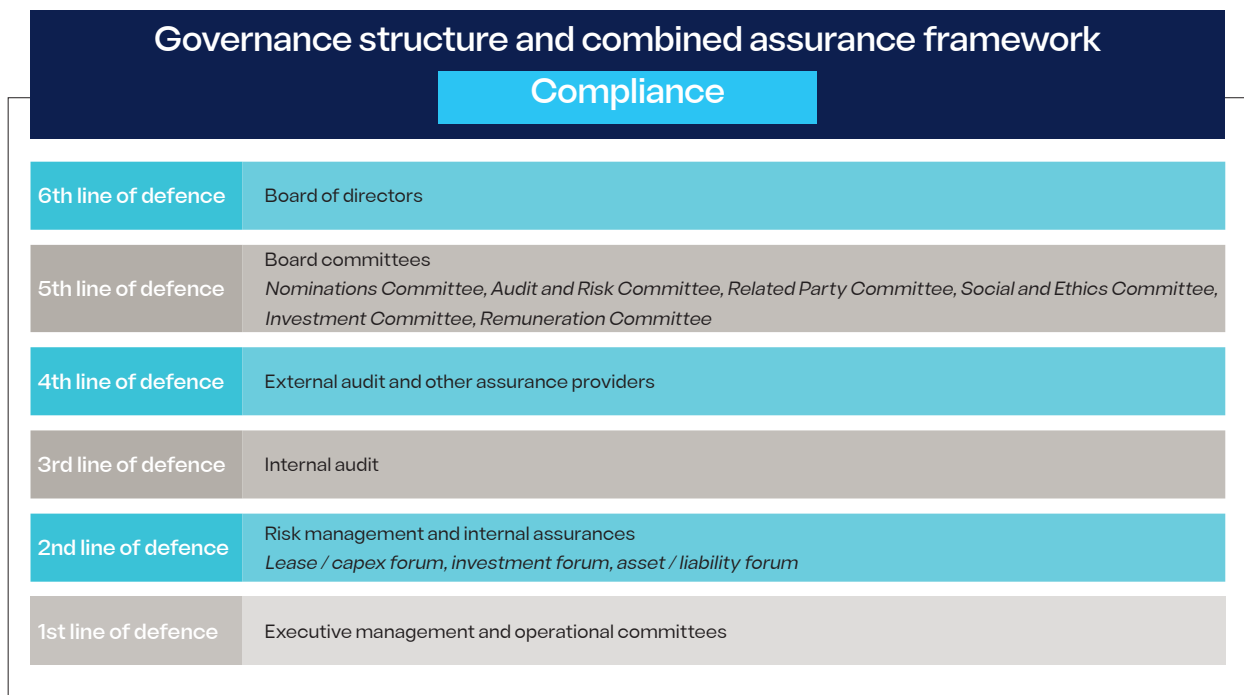 Governance structure and combined assurance framework
Compliance
6th line of defence
Board of directors
5th line of defence
Board committees
Nominations Committee, Audit and Risk Committee, Related Party Committee, Social and Ethics Committee,
Investment Committee, Remuneration Committee
4th line of defence
External audit and other assurance providers
3rd line of defence
Internal audit
2nd line of defence
Risk management and internal assurances
Lease / capex forum, investment forum, asset / liability forum
1st line of defence
Executive management and operational committees